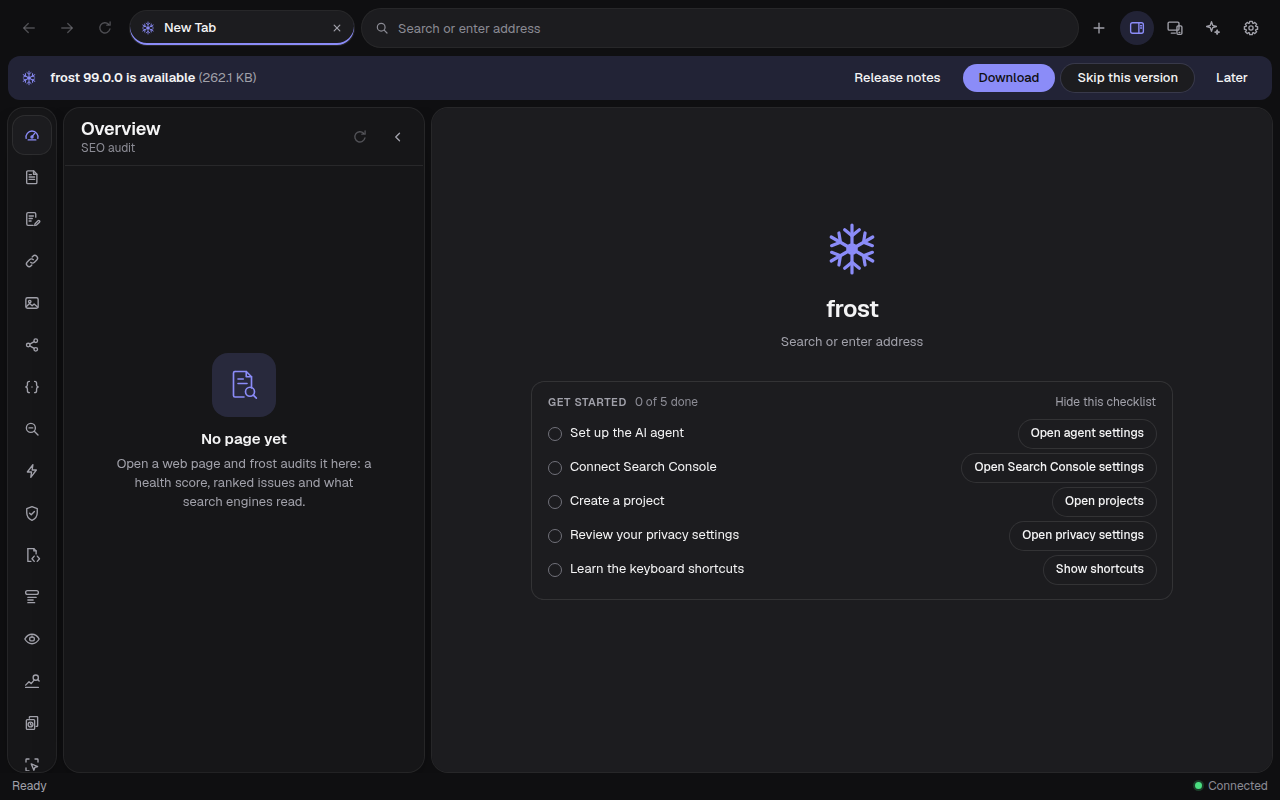 New Tab
Search or enter address
frost 99.0.0 is available (262.1 KB)
Release notes
Download
Skip this version
Later
Overview
SEO audit
No page yet
Open a web page and frost audits it here: a
health score, ranked issues and what
search engines read.
frost
Search or enter address
GET STARTED 0 of 5 done
Hide this checklist
Set up the AI agent
Open agent settings
Connect Search Console
Open Search Console settings
Create a project
Open projects
Review your privacy settings
Open privacy settings
Learn the keyboard shortcuts
Show shortcuts
Ready
Connected